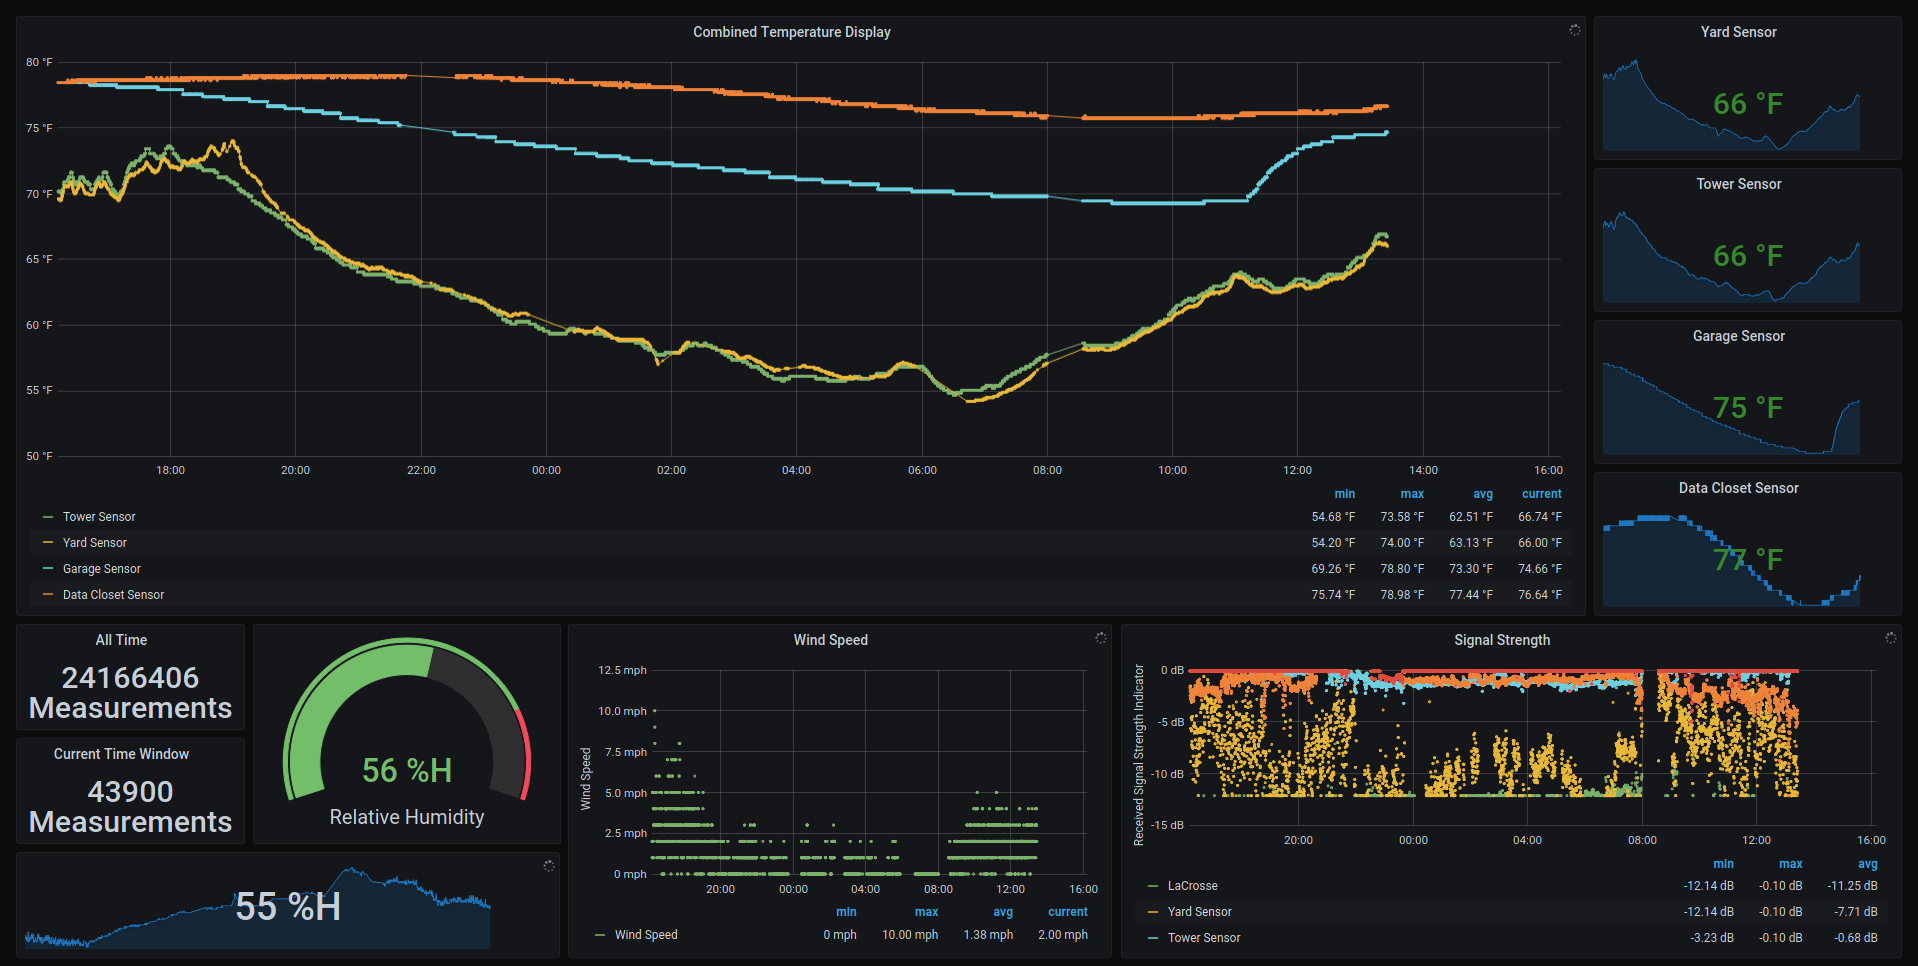 Combined Temperature Display
80 °F
75 °F
70 °F
65 °F
60 °F
55 °F
50 °F
18:00 20:00 22:00 00:00 02:00 04:00 06:00 08:00 10:00 12:00 14:00 16:00
min max avg current
Tower Sensor 54.68 °F 73.58 °F 62.51 °F 66.74 °F
Yard Sensor 54.20 °F 74.00 °F 63.13 °F 66.00 °F
Garage Sensor 69.26 °F 78.80 °F 73.30 °F 74.66 °F
Data Closet Sensor 75.74 °F 78.98 °F 77.44 °F 76.64 °F
Yard Sensor
66 °F
Tower Sensor
66 °F
Garage Sensor
75 °F
Data Closet Sensor
77 °F
All Time
24166406
Measurements
Current Time Window
43900
Measurements
56 %H
Relative Humidity
55 %H
Wind Speed
Wind Speed
12.5 mph
10.0 mph
7.5 mph
5.0 mph
2.5 mph
0 mph
20:00 00:00 04:00 08:00 12:00 16:00
min max avg current
Wind Speed 0 mph 10.00 mph 1.38 mph 2.00 mph
Signal Strength
Received Signal Strength Indicator
0 dB
-5 dB
-10 dB
-15 dB
20:00 00:00 04:00 08:00 12:00 16:00
min max avg
LaCrosse -12.14 dB -0.10 dB -11.25 dB
Yard Sensor -12.14 dB -0.10 dB -7.71 dB
Tower Sensor -3.23 dB -0.10 dB -0.68 dB